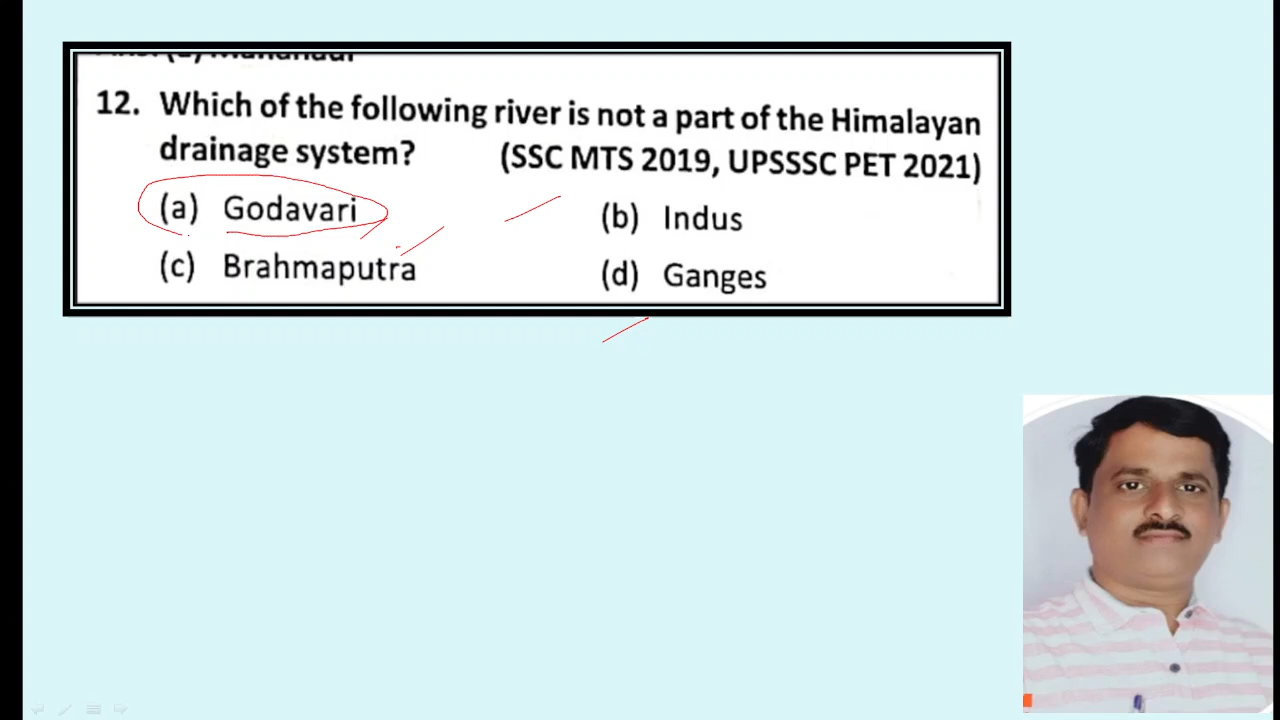 12. Which of the following river is not a part of the Himalayan
drainage system? (SSC MTS 2019, UPSSSC PET 2021)
(a) Godavari (b) Indus
(c) Brahmaputra (d) Ganges